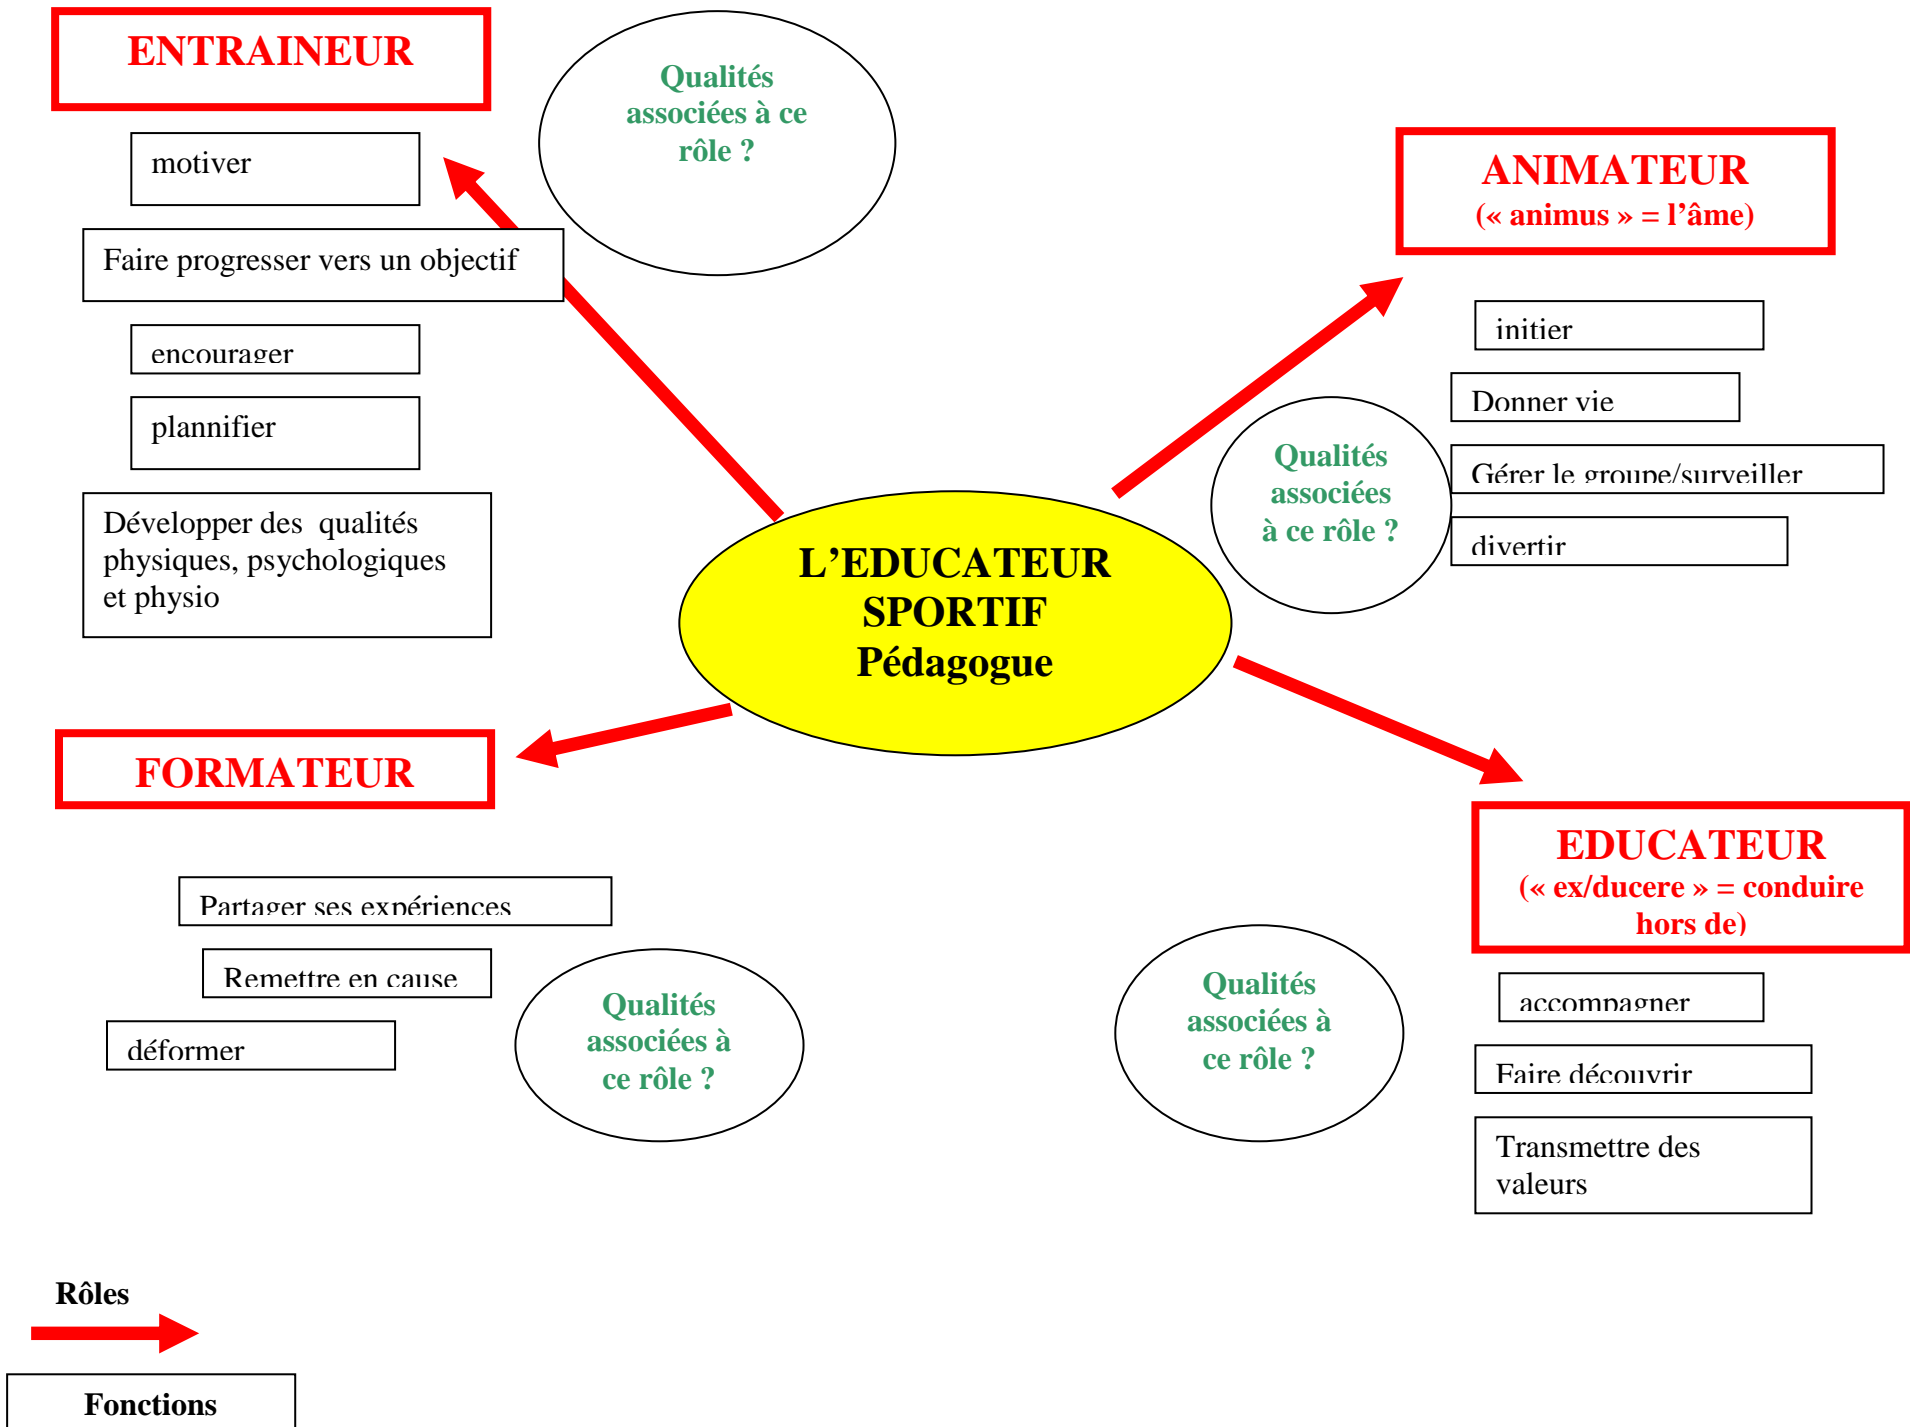 ENTRAINEUR
motiver
Faire progresser vers un objectif
encourager
plannifier
Développer des  qualités
physiques, psychologiques
et physio
Qualités
associées à ce
rôle ?
ANIMATEUR
(« animus » = l’âme)
initier
Donner vie
Gérer le groupe/surveiller
divertir
Qualités
associées
à ce rôle ?
L’EDUCATEUR
SPORTIF
Pédagogue
FORMATEUR
Partager ses expériences
Remettre en cause
déformer
Qualités
associées à
ce rôle ?
EDUCATEUR
(« ex/ducere » = conduire
hors de)
accompagner
Faire découvrir
Transmettre des
valeurs
Qualités
associées à
ce rôle ?
Rôles
Fonctions